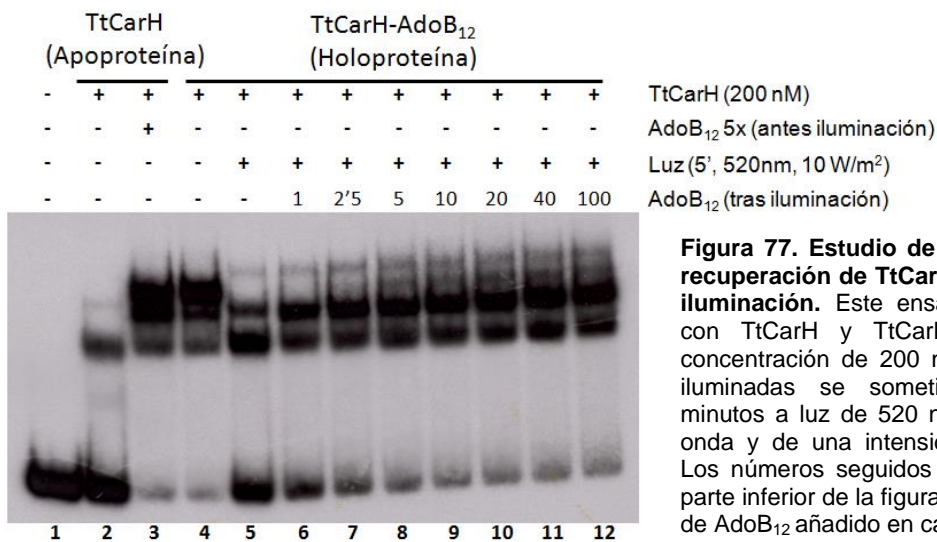 TtCarH
(Apoproteína)
TtCarH-AdoB12
(Holoproteína)
- + + + + + + + + + + + TtCarH (200 nM)
- - + - - - - - - - - - AdoB12 5x (antes iluminación)
- - - - + + + + + + + + Luz (5', 520nm, 10 W/m2)
- - - - - 1 2'5 5 10 20 40 100 AdoB12 (tras iluminación)
1 2 3 4 5 6 7 8 9 10 11 12
Figura 77. Estudio de
recuperación de TtCar
iluminación. Este ensa
con TtCarH y TtCarl
concentración de 200 n
iluminadas se someti
minutos a luz de 520 n
onda y de una intensi
Los números seguidos
parte inferior de la figura
de AdoB12 añadido en ca